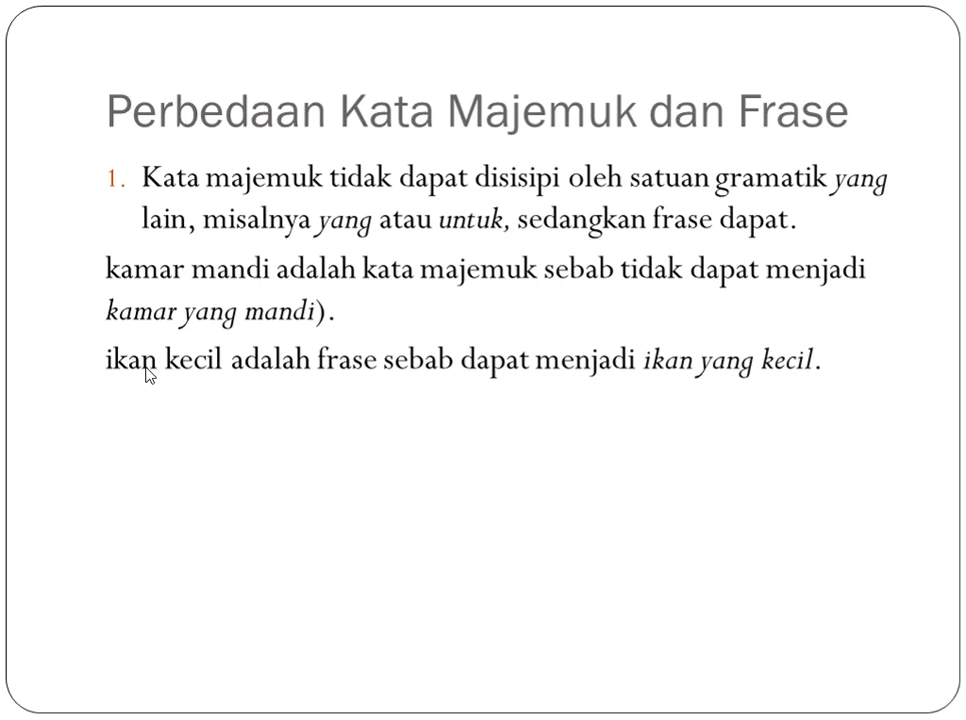 Perbedaan Kata Majemuk dan Frase
1. Kata majemuk tidak dapat disisipi oleh satuan gramatik yang
lain, misalnya yang atau untuk, sedangkan frase dapat.
kamar mandi adalah kata majemuk sebab tidak dapat menjadi
kamar yang mandi).
ikan kecil adalah frase sebab dapat menjadi ikan yang kecil.